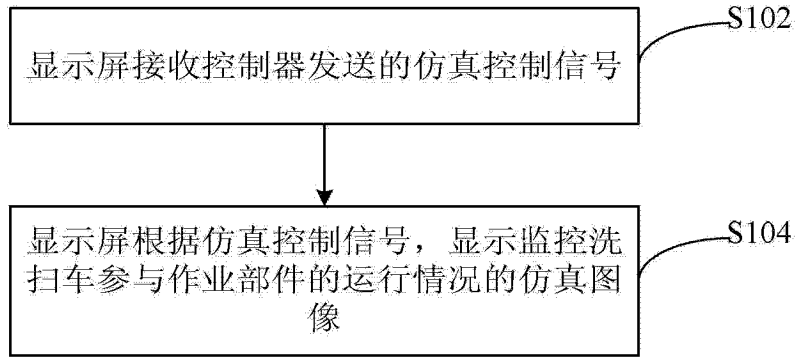 S102
显示屏接收控制器发送的仿真控制信号
S104
显示屏根据仿真控制信号，显示监控洗
扫车参与作业部件的运行情况的仿真图
像